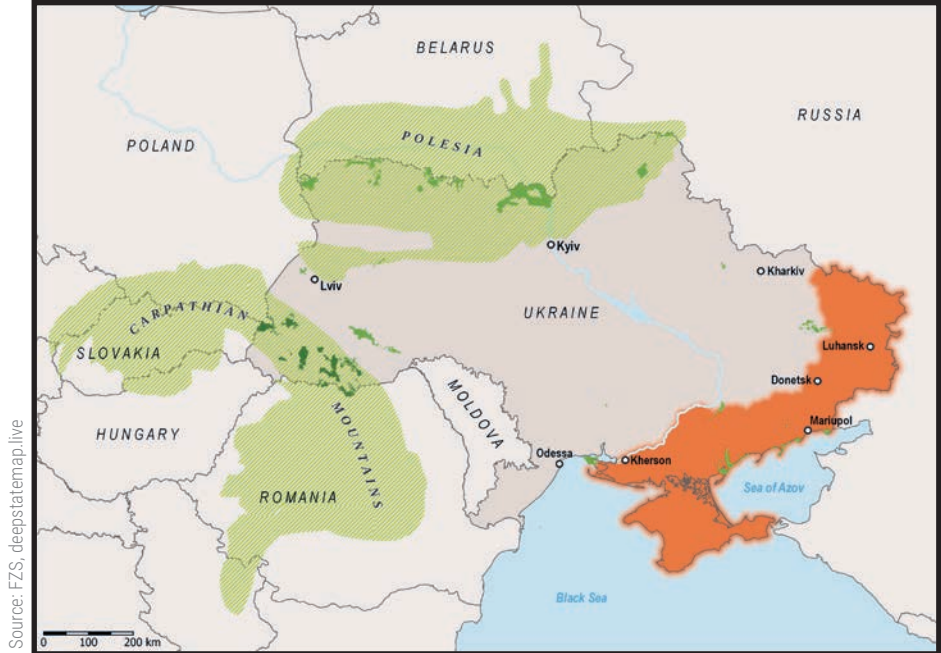 BELARUS
RUSSIA
POLAND
POLESIA
Kyiv
Kharkiv
Lviv
UKRAINE
CARPATHIAN
SLOVAKIA
Luhansk
Donetsk
MOUNTAINS
MOLDOVA
HUNGARY
Mariupol
Odessa
Kherson
ROMANIA
Sea of Azov
Black Sea
0 100 200 km
Source: FZS, deepstatemap.live